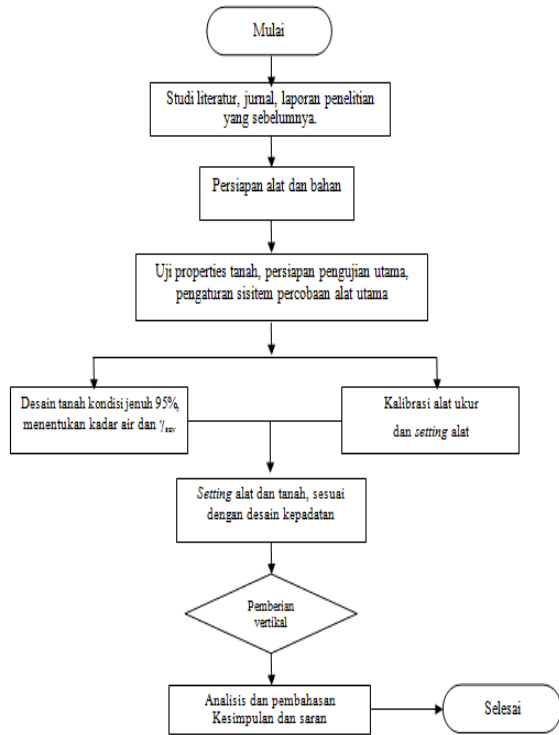 Mulai
Studi literatur, jurnal, laporan penelitian
yang sebelumnya.
Persiapan alat dan bahan
Uji properties tanah, persiapan pengujian utama,
pengaturan sisitem percobaan alat utama
Desain tanah kondisi jenuh 95%,
menentukan kadar air dan
Kalibrasi alat ukur
dan setting alat
Setting alat dan tanah, sesuai
dengan desain kepadatan
Pemberian
vertikal
Analisis dan pembahasan
Kesimpulan dan saran
Selesai